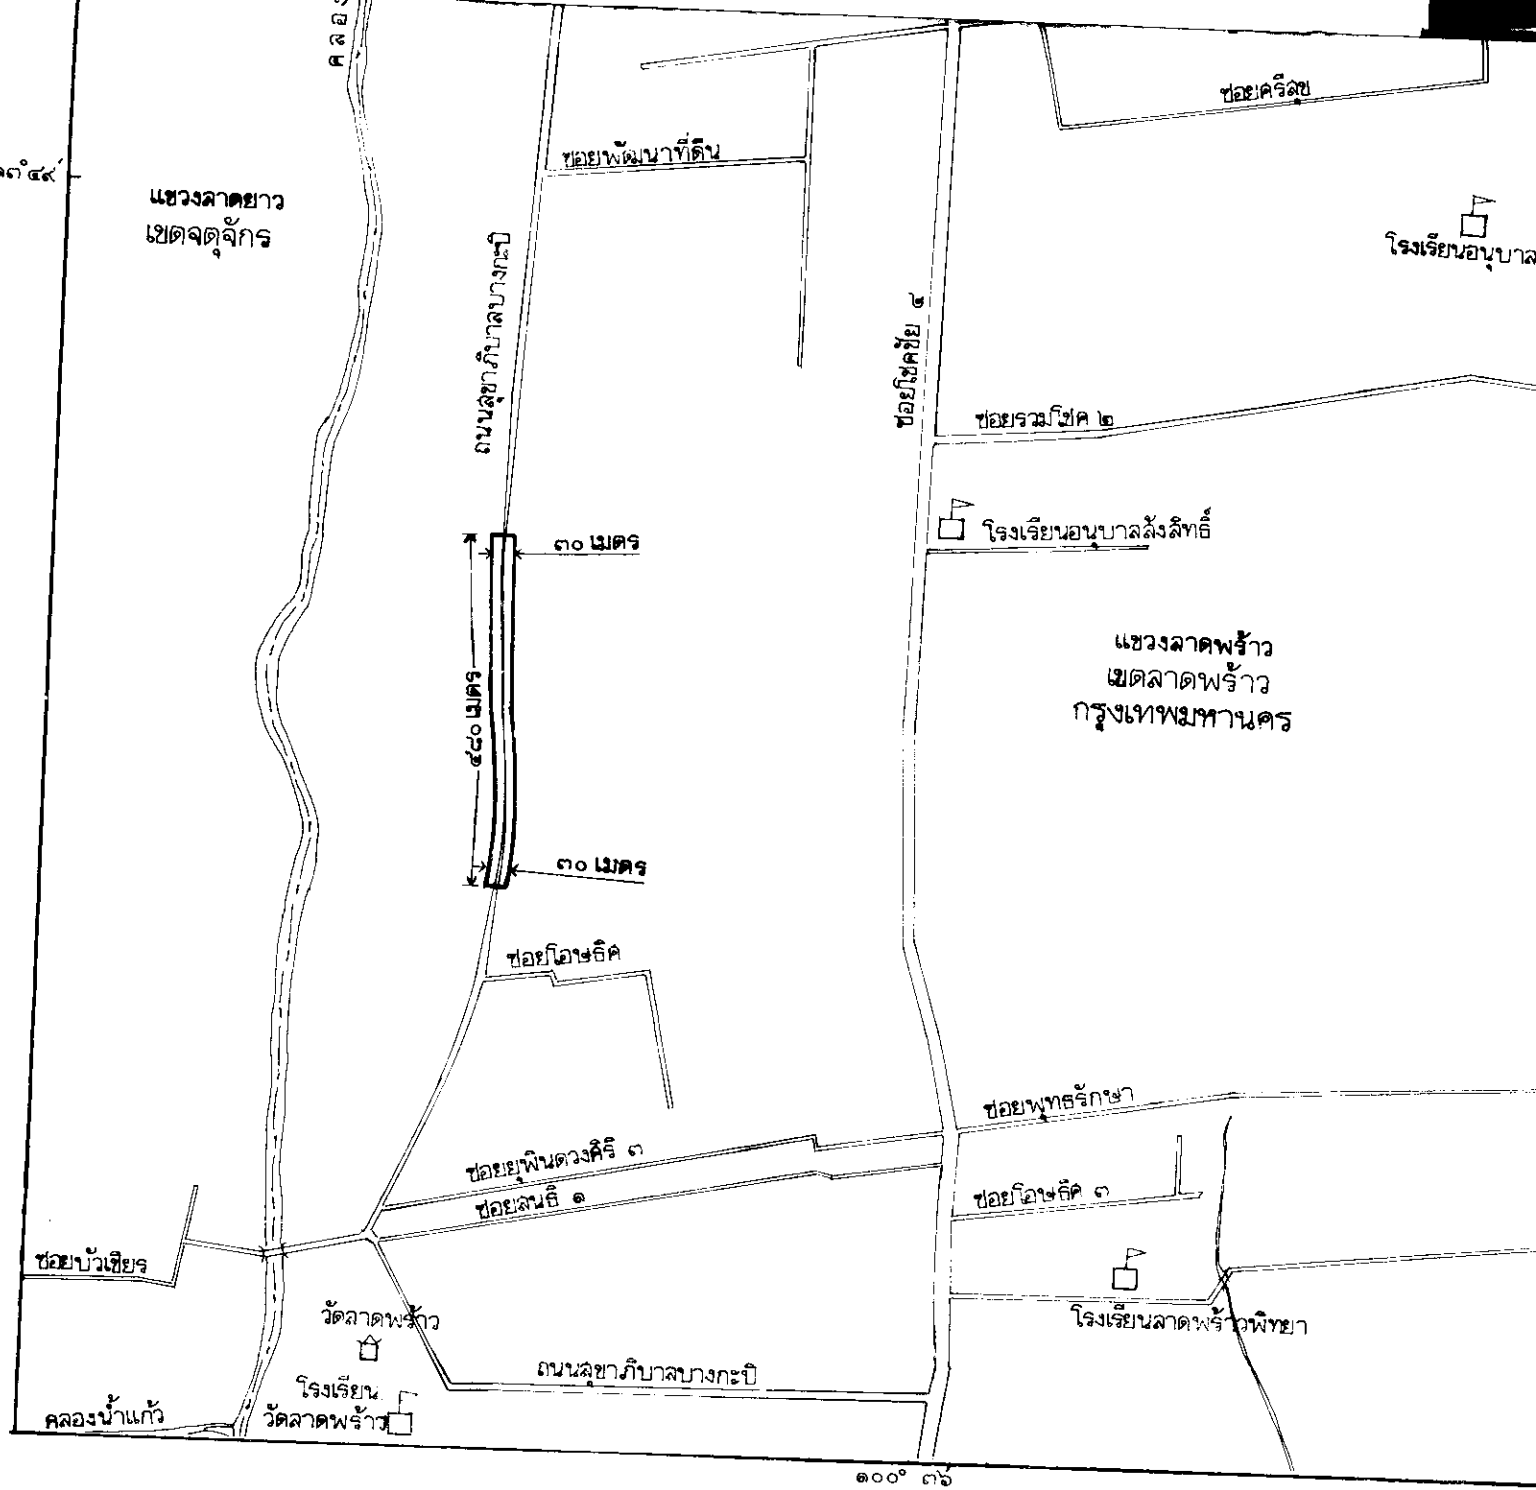 คลอง
ซอยศรีสุข
ซอยพัฒนาที่ดิน
๑๓° ๔๙′
แขวงลาดยาว
เขตจตุจักร
โรงเรียนอนุบาล
ถนนสุขาภิบาลบางกะปิ
ซอยโชคชัย ๔
ซอยรวมโชค ๒
โรงเรียนอนุบาลสังสิทธิ์
๓๐ เมตร
แขวงลาดพร้าว
เขตลาดพร้าว
กรุงเทพมหานคร
๔๘๐ เมตร
๓๐ เมตร
ซอยโอษธิศ
ซอยพุทธรักษา
ซอยยุพินดวงศิริ ๓
ซอยสนธิ ๑
ซอยโอษธิศ ๓
ซอยบัวเขียร
วัดลาดพร้าว
โรงเรียนลาดพร้าวพิทยา
ถนนสุขาภิบาลบางกะปิ
โรงเรียน
วัดลาดพร้าว
คลองน้ำแก้ว
๑๐๐° ๓๖′